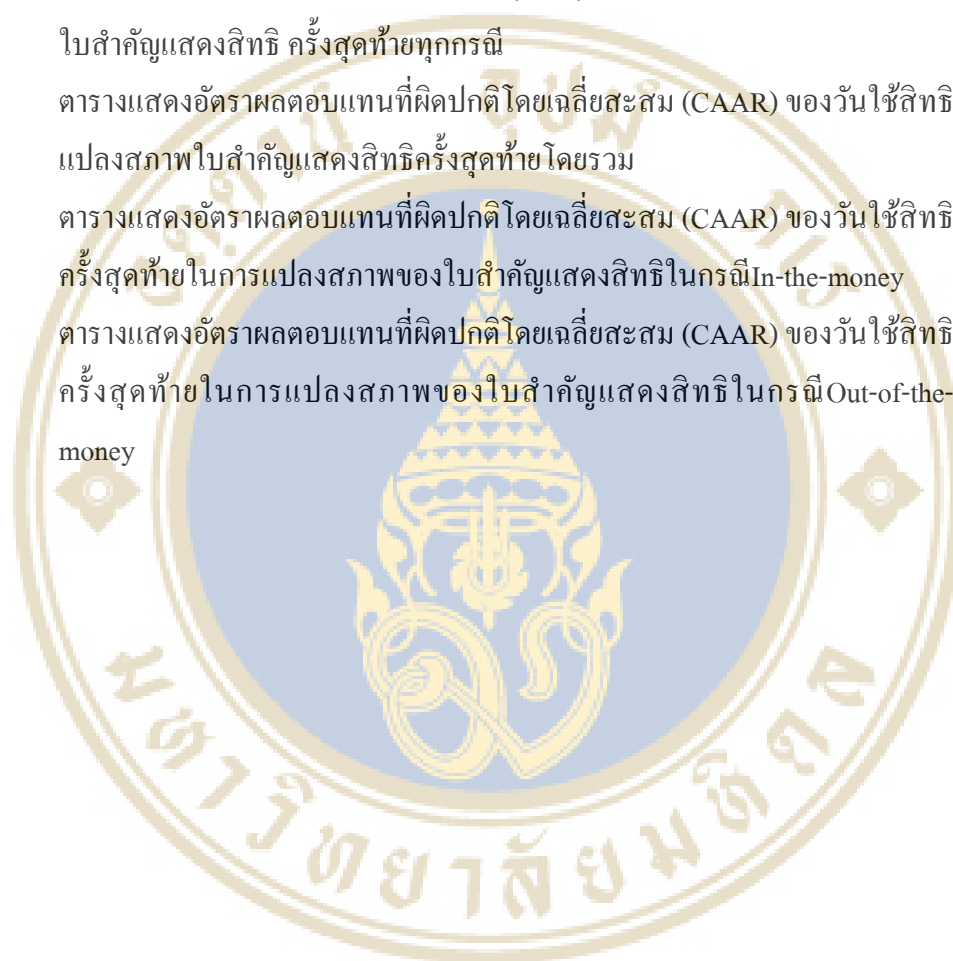 ใบสำคัญแสดงสิทธิ ครั้งสุดท้ายทุกกรณี
ตารางแสดงอัตราผลตอบแทนที่ผิดปกติโดยเฉลี่ยสะสม (CAAR) ของวันใช้สิทธิ
แปลงสภาพใบสำคัญแสดงสิทธิครั้งสุดท้ายโดยรวม
ตารางแสดงอัตราผลตอบแทนที่ผิดปกติโดยเฉลี่ยสะสม (CAAR) ของวันใช้สิทธิ
ครั้งสุดท้ายในการแปลงสภาพของใบสำคัญแสดงสิทธิในกรณีIn-the-money
ตารางแสดงอัตราผลตอบแทนที่ผิดปกติโดยเฉลี่ยสะสม (CAAR) ของวันใช้สิทธิ
ครั้งสุดท้ายในการแปลงสภาพของใบสำคัญแสดงสิทธิในกรณีOut-of-the-
money
มหาวิทยาลัยมหิดล